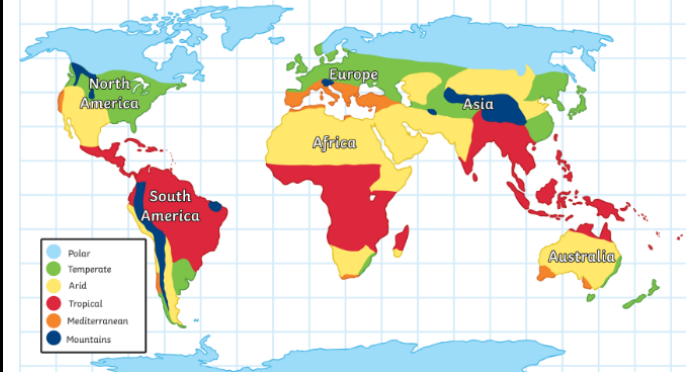 North
America
Europe
Asia
Africa
South
America
Australia
Polar
Temperate
Arid
Tropical
Mediterranean
Mountains